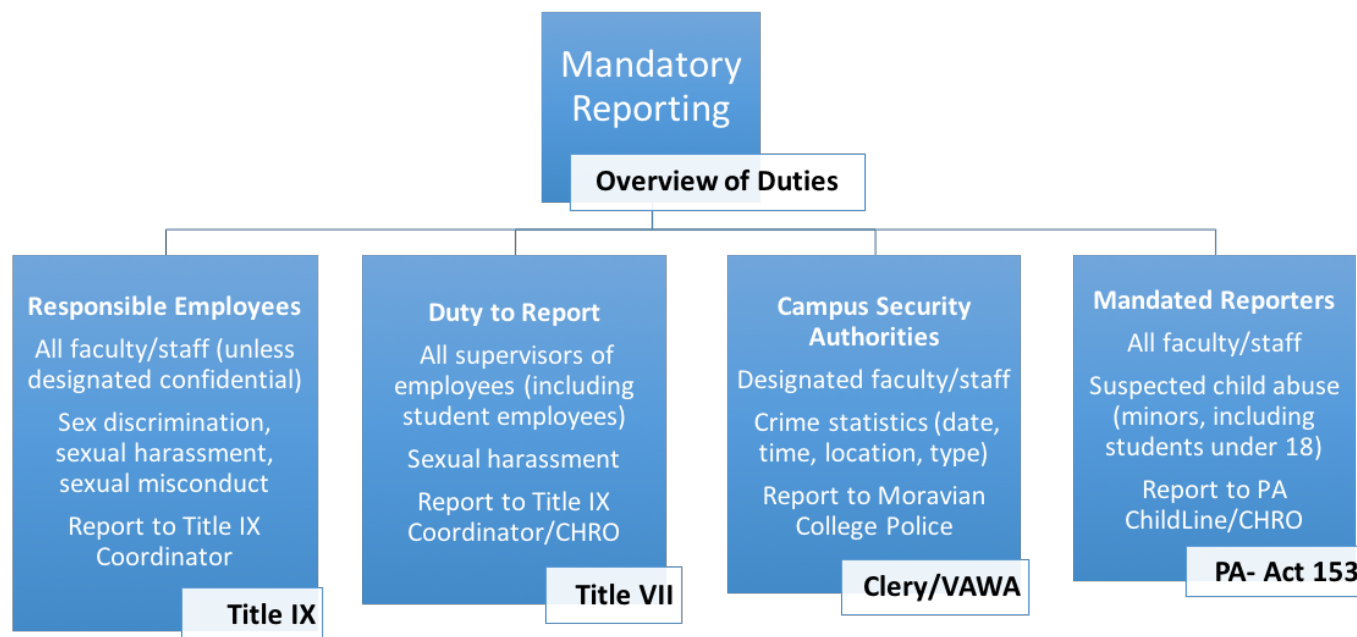 Mandatory
Reporting
Overview of Duties
Responsible Employees
All faculty/staff (unless
designated confidential)
Sex discrimination,
sexual harassment,
sexual misconduct
Report to Title IX
Coordinator
Title IX
Duty to Report
All supervisors of
employees (including
student employees)
Sexual harassment
Report to Title IX
Coordinator/CHRO
Title VII
Campus Security
Authorities
Designated faculty/staff
Crime statistics (date,
time, location, type)
Report to Moravian
College Police
Clery/VAWA
Mandated Reporters
All faculty/staff
Suspected child abuse
(minors, including
students under 18)
Report to PA
ChildLine/CHRO
PA- Act 153